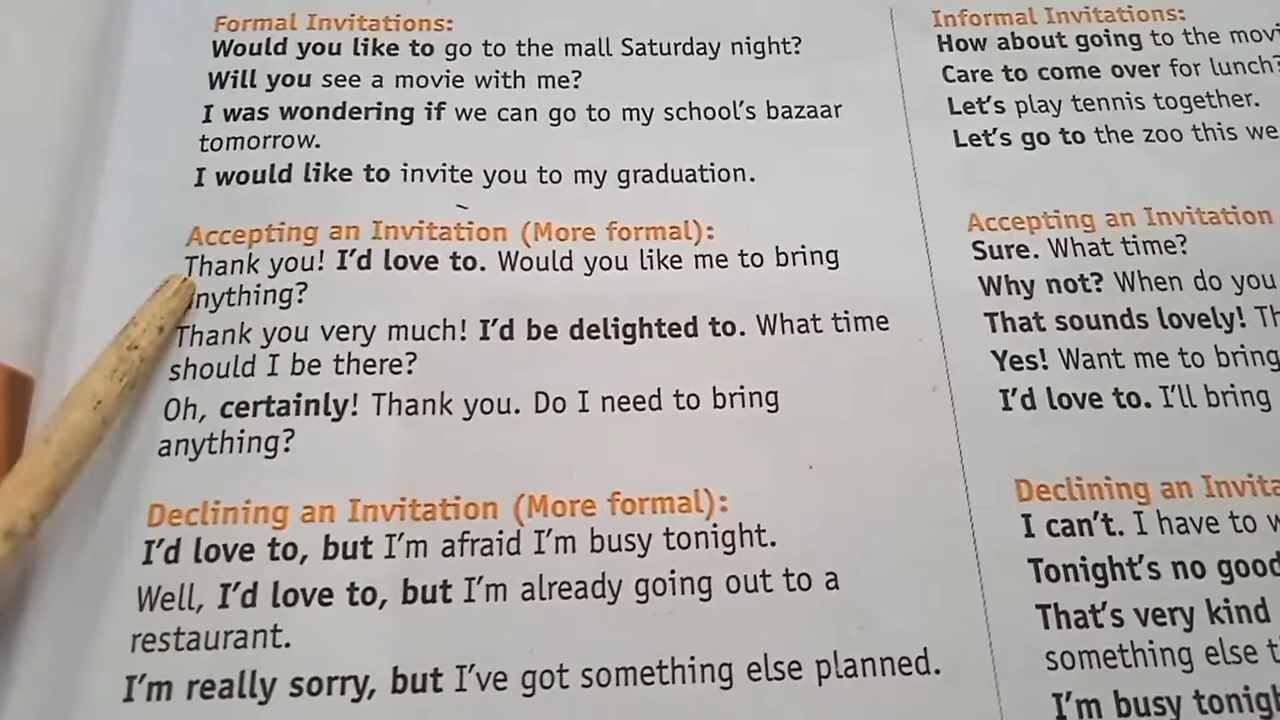 Formal Invitations:
Would you like to go to the mall Saturday night?
Will you see a movie with me?
I was wondering if we can go to my school's bazaar
tomorrow.
I would like to invite you to my graduation.
Accepting an Invitation (More formal):
Thank you! I'd love to. Would you like me to bring
anything?
Thank you very much! I'd be delighted to. What time
should I be there?
Oh, certainly! Thank you. Do I need to bring
anything?
Declining an Invitation (More formal):
I'd love to, but I'm afraid I'm busy tonight.
Well, I'd love to, but I'm already going out to a
restaurant.
I'm really sorry, but I've got something else planned.
Informal Invitations:
How about going to the
Care to come over for lunch?
Let's play tennis together.
Let's go to the zoo this
Accepting an Invitation
Sure. What time?
Why not? When do you
That sounds lovely!
Yes! Want me to bring
I'd love to. I'll bring
Declining an
I can't. I have to
Tonight's no good
That's very kind
something else
I'm busy